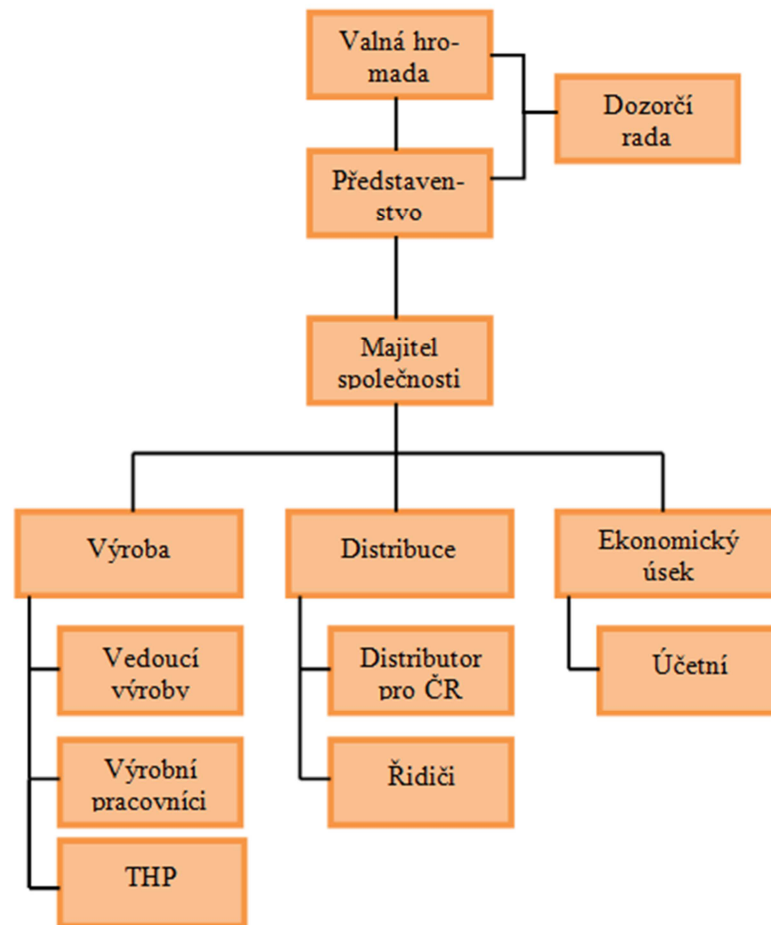 Valná hro-
mada
Dozorčí
rada
Představen-
stvo
Majitel
společnosti
Výroba
Distribuce
Ekonomický
úsek
Vedoucí
výroby
Distributor
pro ČR
Účetní
Výrobní
pracovníci
Řidiči
THP